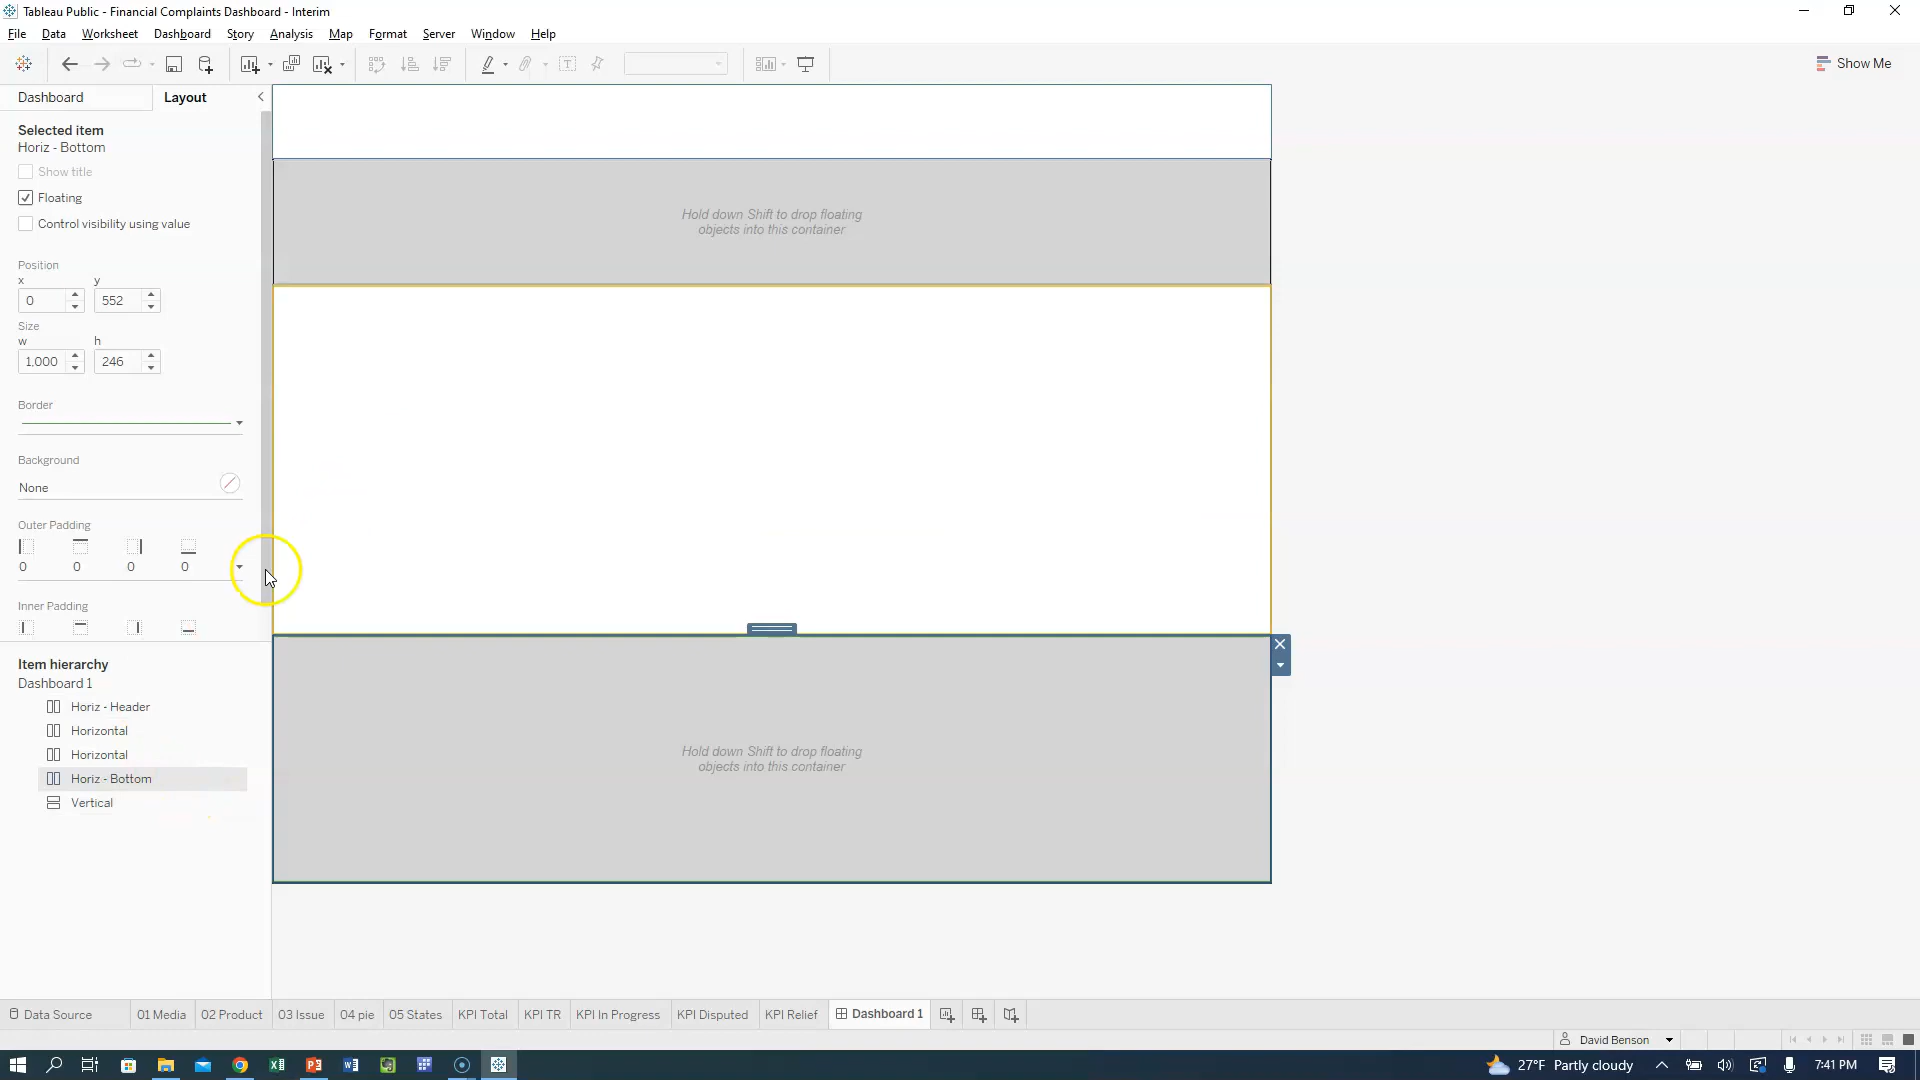 Tableau Public - Financial Complaints Dashboard - Interim
File Data Worksheet Dashboard Story Analysis Map Format Server Window Help
Show Me
Dashboard Layout
Selected item
Horiz - Bottom
Show title
Floating
Control visibility using value
Position
x y
0 552
Size
w h
1,000 246
Border
Background
None
Outer Padding
0 0 0 0
Inner Padding
Item hierarchy
Dashboard 1
Horiz - Header
Horizontal
Horizontal
Horiz - Bottom
Vertical
Hold down Shift to drop floating
objects into this container
Hold down Shift to drop floating
objects into this container
Data Source 01 Media 02 Product 03 Issue 04 pie 05 States KPI Total KPI TR KPI In Progress KPI Disputed KPI Relief Dashboard 1
David Benson
27°F Partly cloudy 7:41 PM